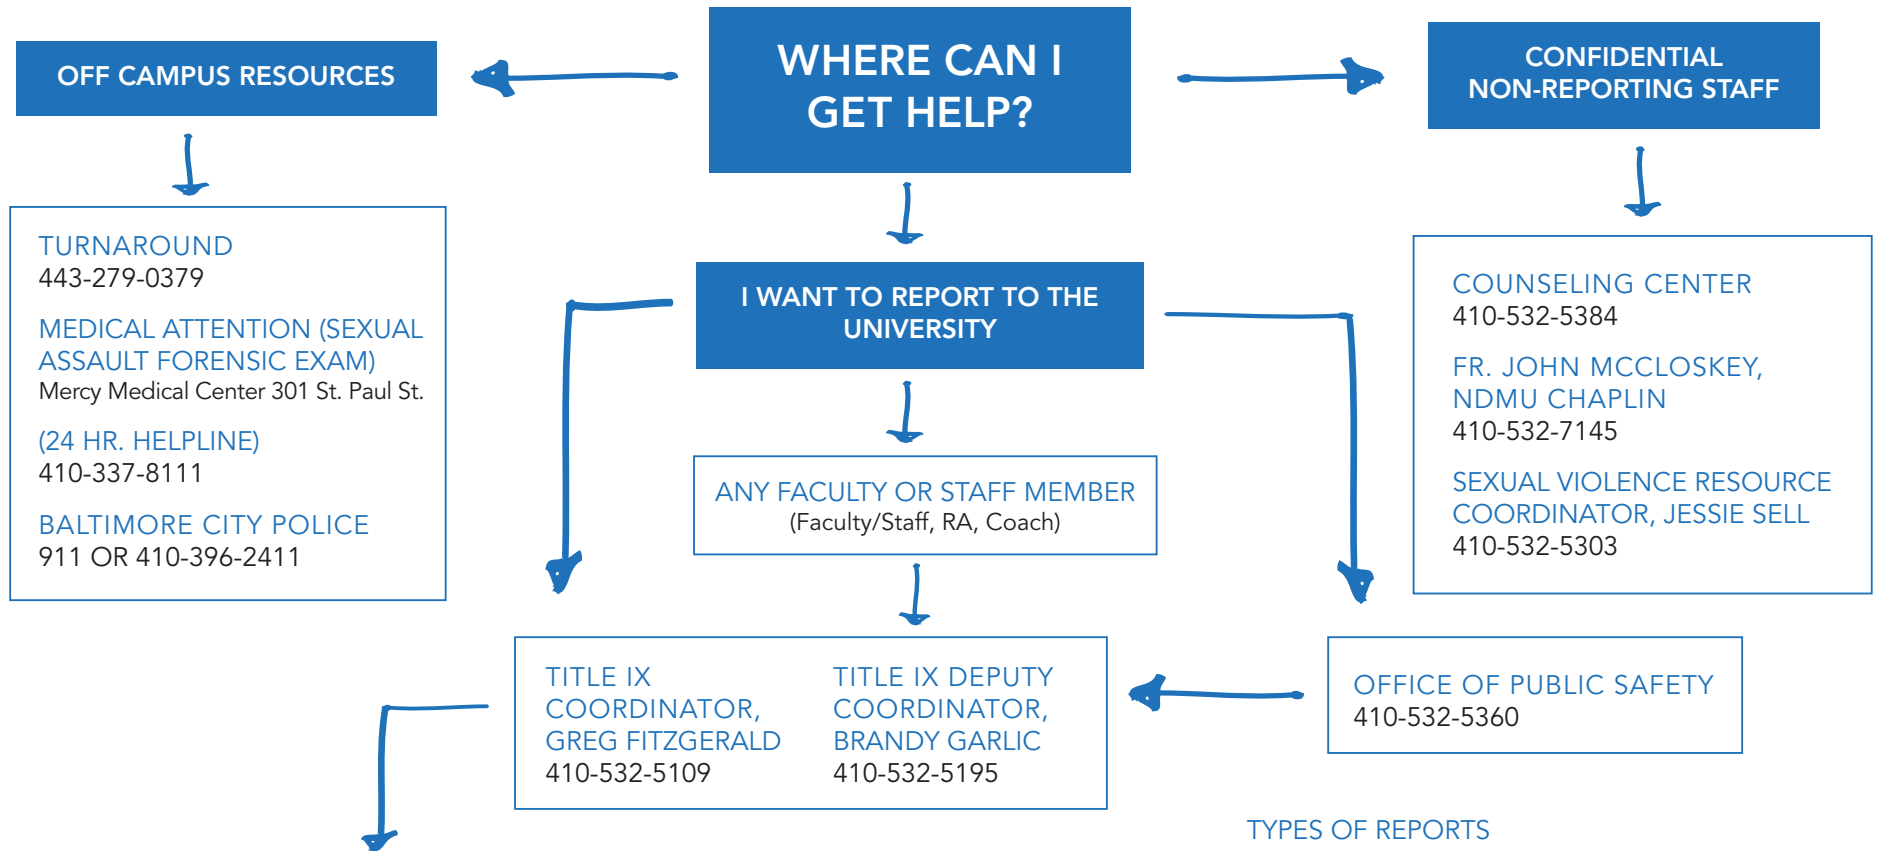 WHERE CAN I
GET HELP?
OFF CAMPUS RESOURCES
TURNAROUND
443-279-0379
MEDICAL ATTENTION (SEXUAL
ASSAULT FORENSIC EXAM)
Mercy Medical Center 301 St. Paul St.
(24 HR. HELPLINE)
410-337-8111
BALTIMORE CITY POLICE
911 OR 410-396-2411
I WANT TO REPORT TO THE
UNIVERSITY
ANY FACULTY OR STAFF MEMBER
(Faculty/Staff, RA, Coach)
TITLE IX
COORDINATOR,
GREG FITZGERALD
410-532-5109
TITLE IX DEPUTY
COORDINATOR,
BRANDY GARLIC
410-532-5195
CONFIDENTIAL
NON-REPORTING STAFF
COUNSELING CENTER
410-532-5384
FR. JOHN MCCLOSKEY,
NDMU CHAPLIN
410-532-7145
SEXUAL VIOLENCE RESOURCE
COORDINATOR, JESSIE SELL
410-532-5303
OFFICE OF PUBLIC SAFETY
410-532-5360
TYPES OF REPORTS